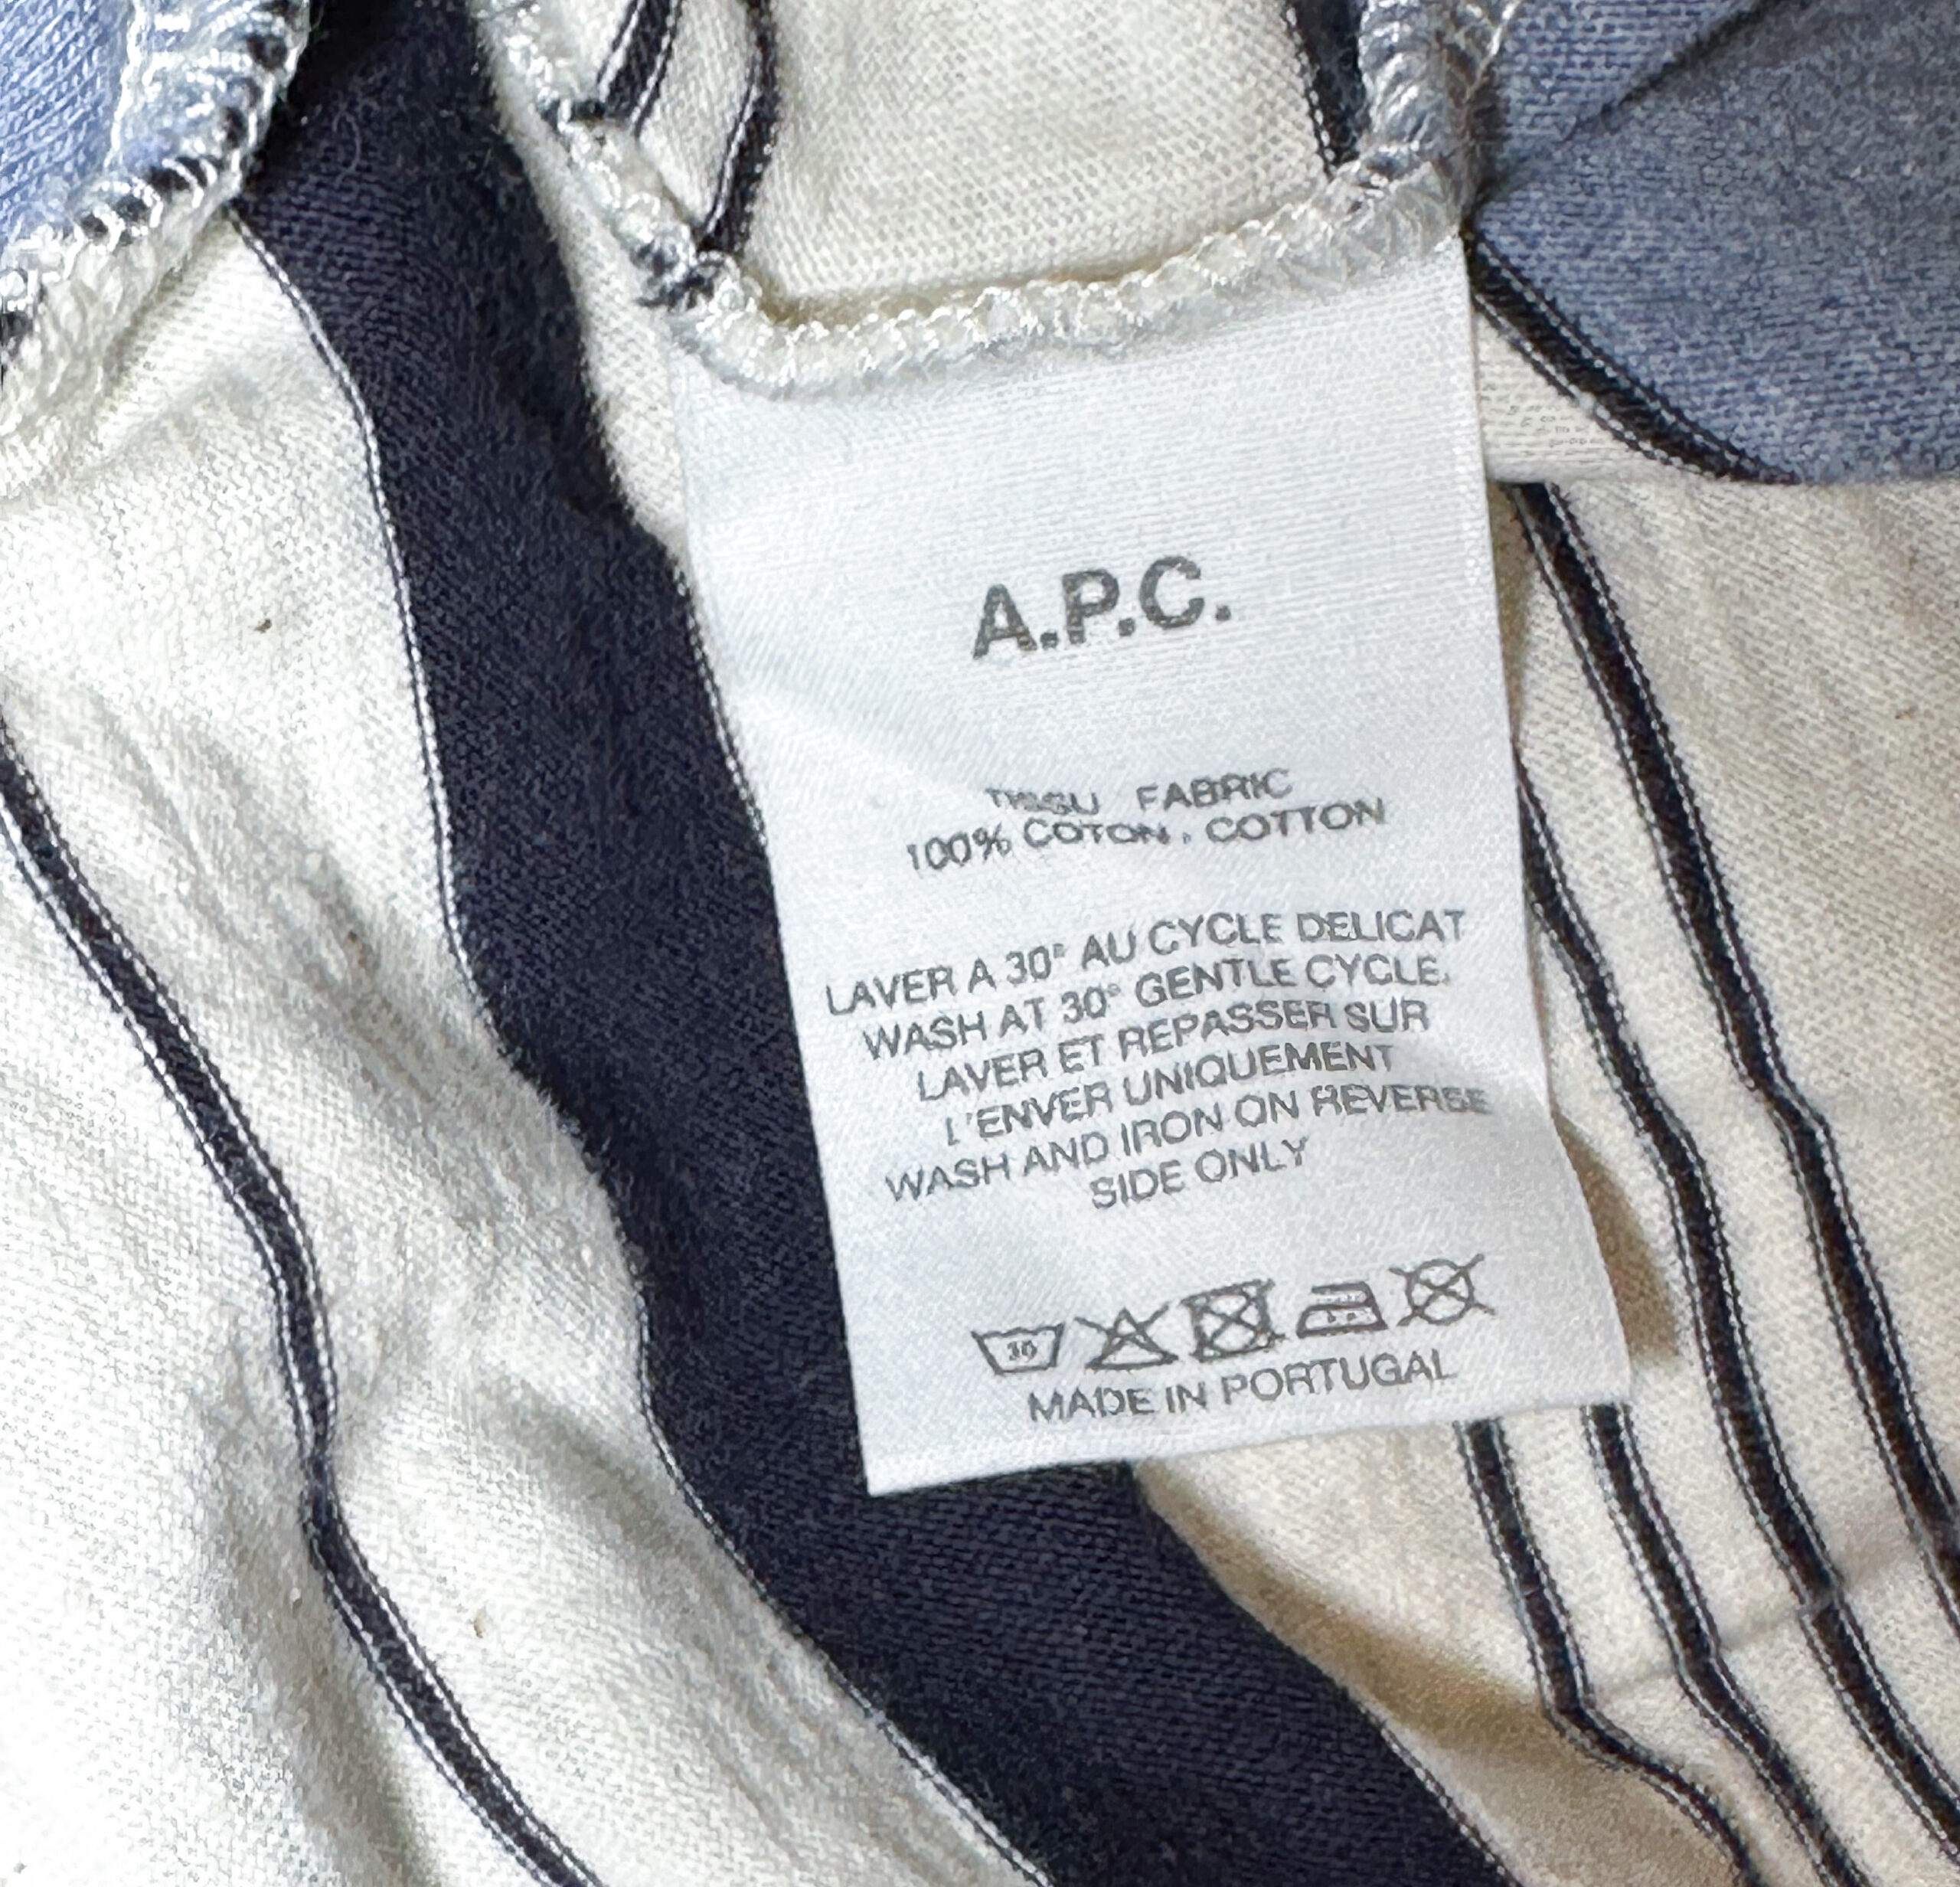 A.P.C.
TISSU FABRIC
100% COTON . COTTON
LAVER A 30° AU CYCLE DELICAT
WASH AT 30° GENTLE CYCLE.
LAVER ET REPASSER SUR
L'ENVER UNIQUEMENT
WASH AND IRON ON REVERSE
SIDE ONLY
30
MADE IN PORTUGAL